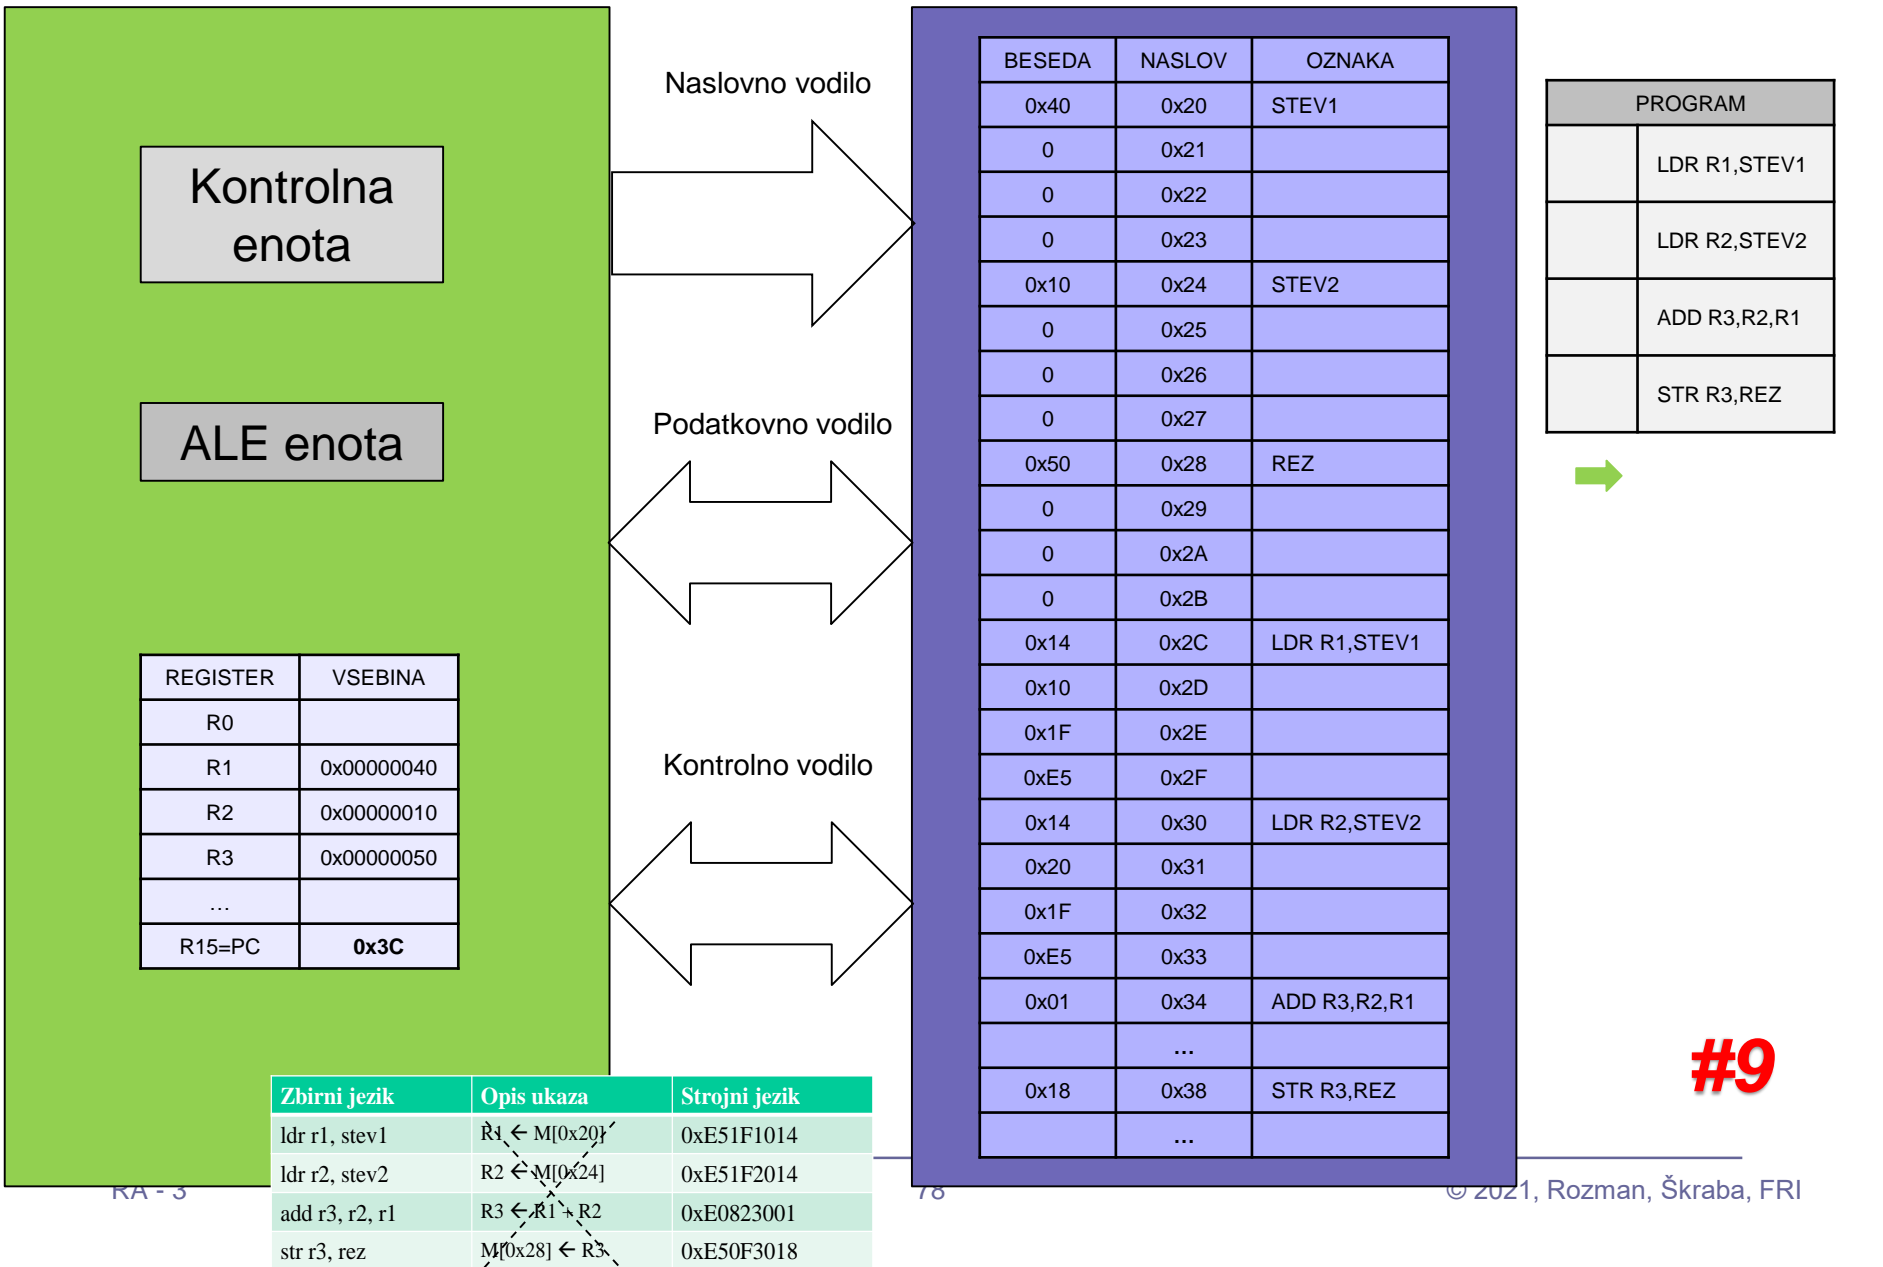 Kontrolna
enota
ALE enota
REGISTER VSEBINA
R0
R1 0x00000040
R2 0x00000010
R3 0x00000050
...
R15=PC 0x3C
Naslovno vodilo
Podatkovno vodilo
Kontrolno vodilo
BESEDA NASLOV OZNAKA
0x40 0x20 STEV1
0 0x21
0 0x22
0 0x23
0x10 0x24 STEV2
0 0x25
0 0x26
0 0x27
0x50 0x28 REZ
0 0x29
0 0x2A
0 0x2B
0x14 0x2C LDR R1,STEV1
0x10 0x2D
0x1F 0x2E
0xE5 0x2F
0x14 0x30 LDR R2,STEV2
0x20 0x31
0x1F 0x32
0xE5 0x33
0x01 0x34 ADD R3,R2,R1
...
0x18 0x38 STR R3,REZ
...
PROGRAM
LDR R1,STEV1
LDR R2,STEV2
ADD R3,R2,R1
STR R3,REZ
#9
Zbirni jezik Opis ukaza Strojni jezik
ldr r1, stev1 R1 ← M[0x20] 0xE51F1014
ldr r2, stev2 R2 ← M[0x24] 0xE51F2014
add r3, r2, r1 R3 ← R1 + R2 0xE0823001
str r3, rez M[0x28] ← R3 0xE50F3018
RA - 3
78
© 2021, Rozman, Škraba, FRI